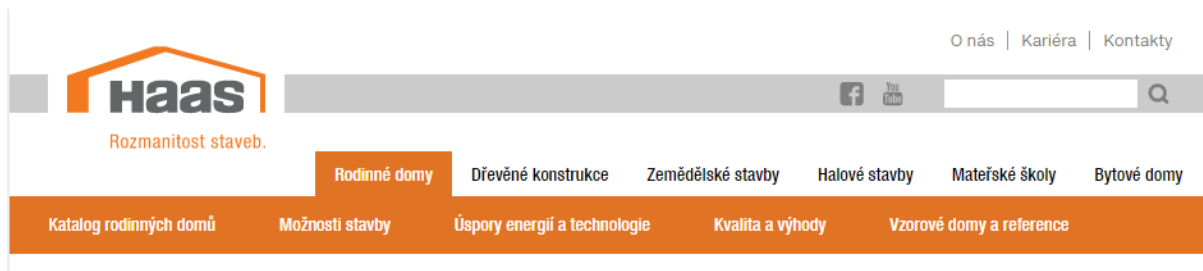 O nás | Kariéra | Kontakty
Haas
You Tube
Rozmanitost staveb.
Rodinné domy Dřevěné konstrukce Zemědělské stavby Halové stavby Mateřské školy Bytové domy
Katalog rodinných domů Možnosti stavby Úspory energií a technologie Kvalita a výhody Vzorové domy a reference